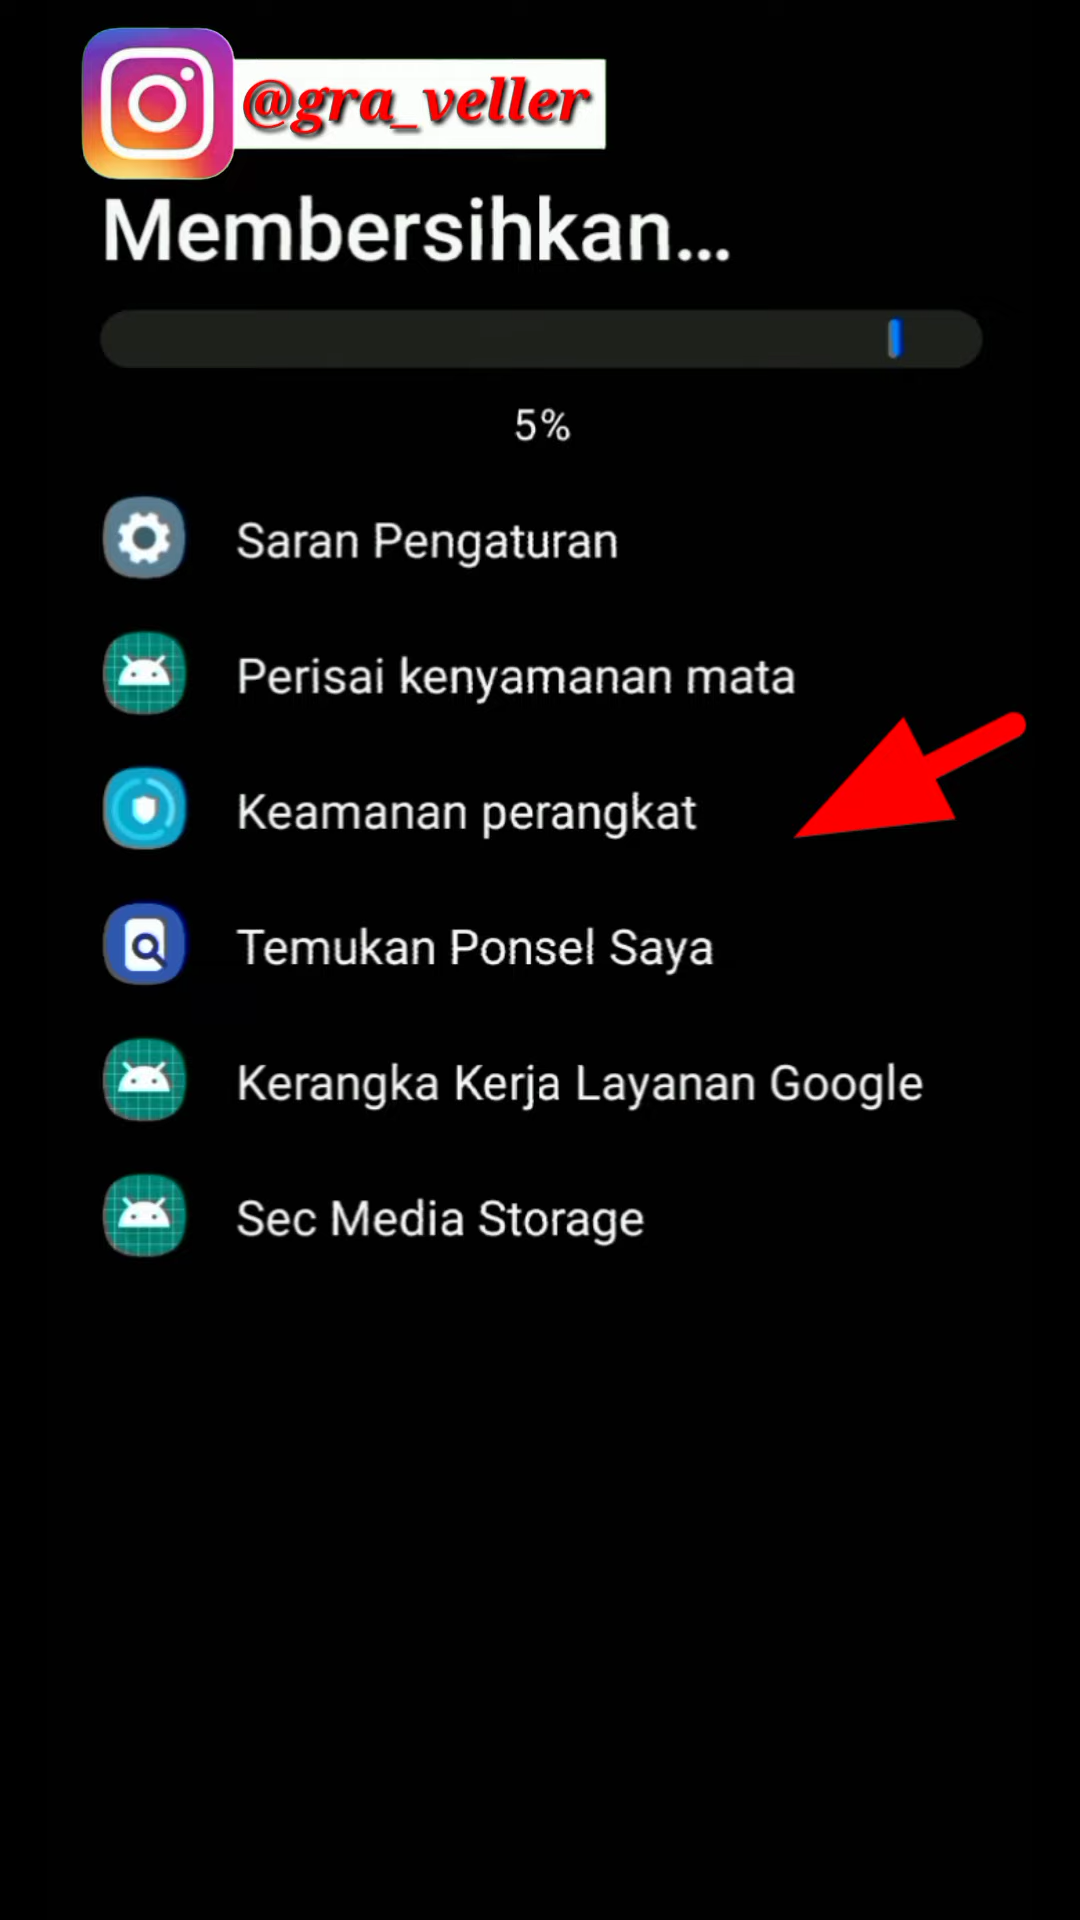 @gra_veller
Membersihkan...
5%
Saran Pengaturan
Perisai kenyamanan mata
Keamanan perangkat
Temukan Ponsel Saya
Kerangka Kerja Layanan Google
Sec Media Storage